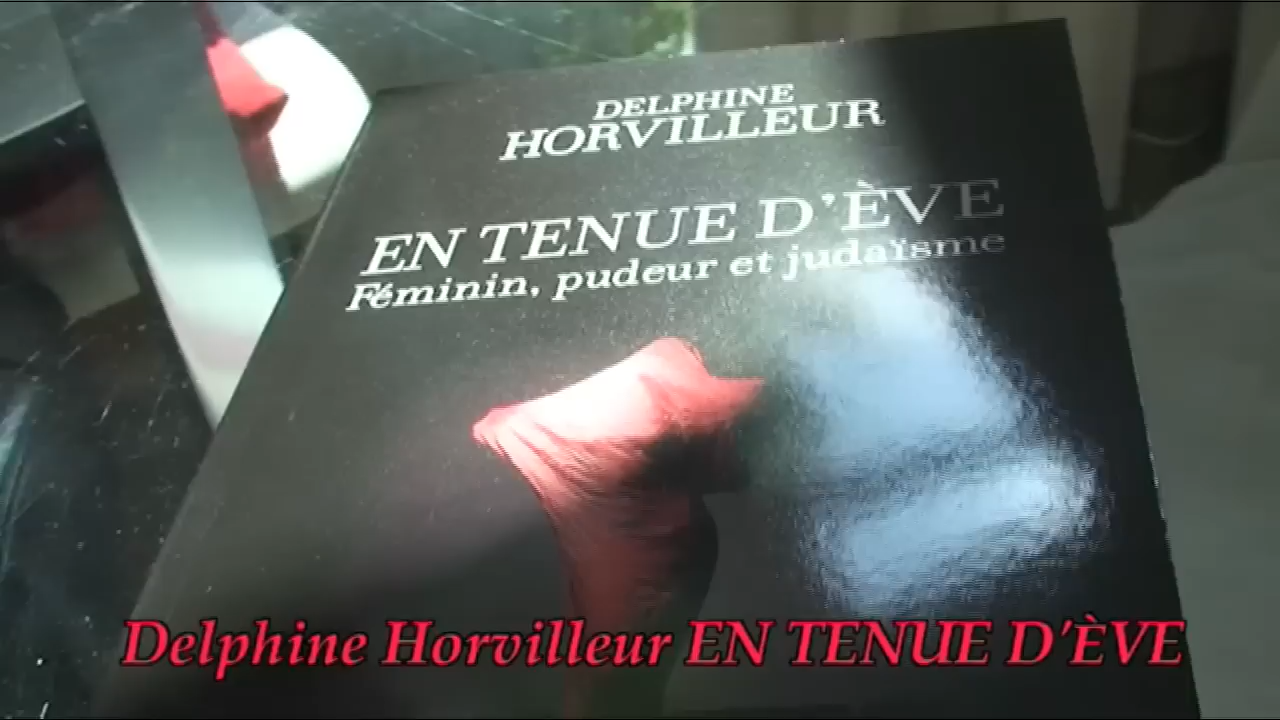 DELPHINE
HORVILLEUR
EN TENUE D'ÈVE
Féminin, pudeur et judaïsme
Delphine Horvilleur EN TENUE D'ÈVE